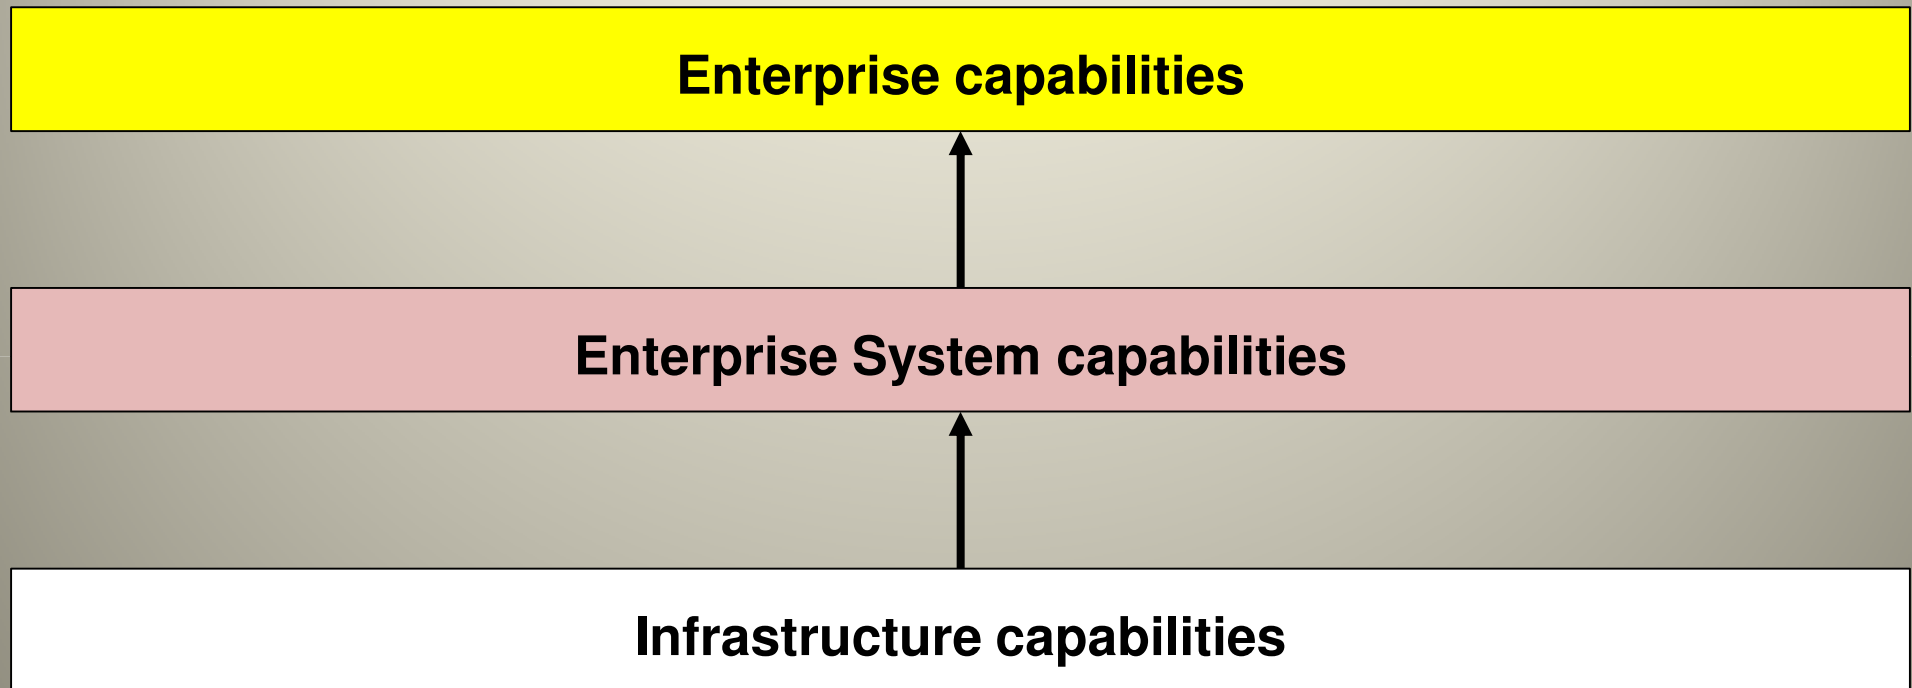 Enterprise capabilities
Enterprise System capabilities
Infrastructure capabilities